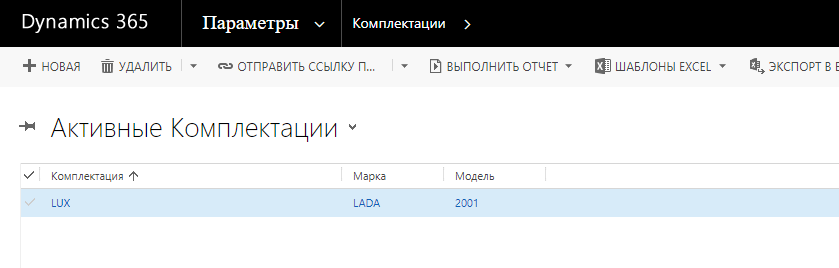 Dynamics 365 Параметры Комплектации
НОВАЯ УДАЛИТЬ ОТПРАВИТЬ ССЫЛКУ П... ВЫПОЛНИТЬ ОТЧЕТ ШАБЛОНЫ EXCEL ЭКСПОРТ В
Активные Комплектации
Комплектация Марка Модель
LUX LADA 2001